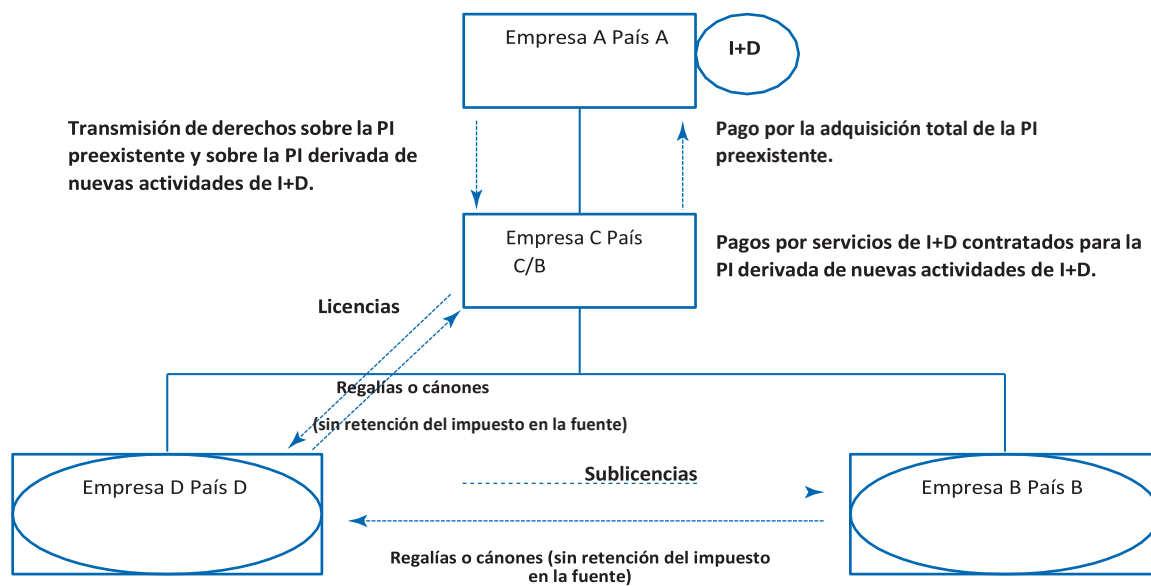 Empresa A País A
I+D
Transmisión de derechos sobre la PI
preexistente y sobre la PI derivada de
nuevas actividades de I+D.
Pago por la adquisición total de la PI
preexistente.
Empresa C País
C/B
Pagos por servicios de I+D contratados para la
PI derivada de nuevas actividades de I+D.
Licencias
Regalías o cánones
(sin retención del impuesto en la fuente)
Empresa D País D
Sublicencias
Empresa B País B
Regalías o cánones (sin retención del impuesto
en la fuente)